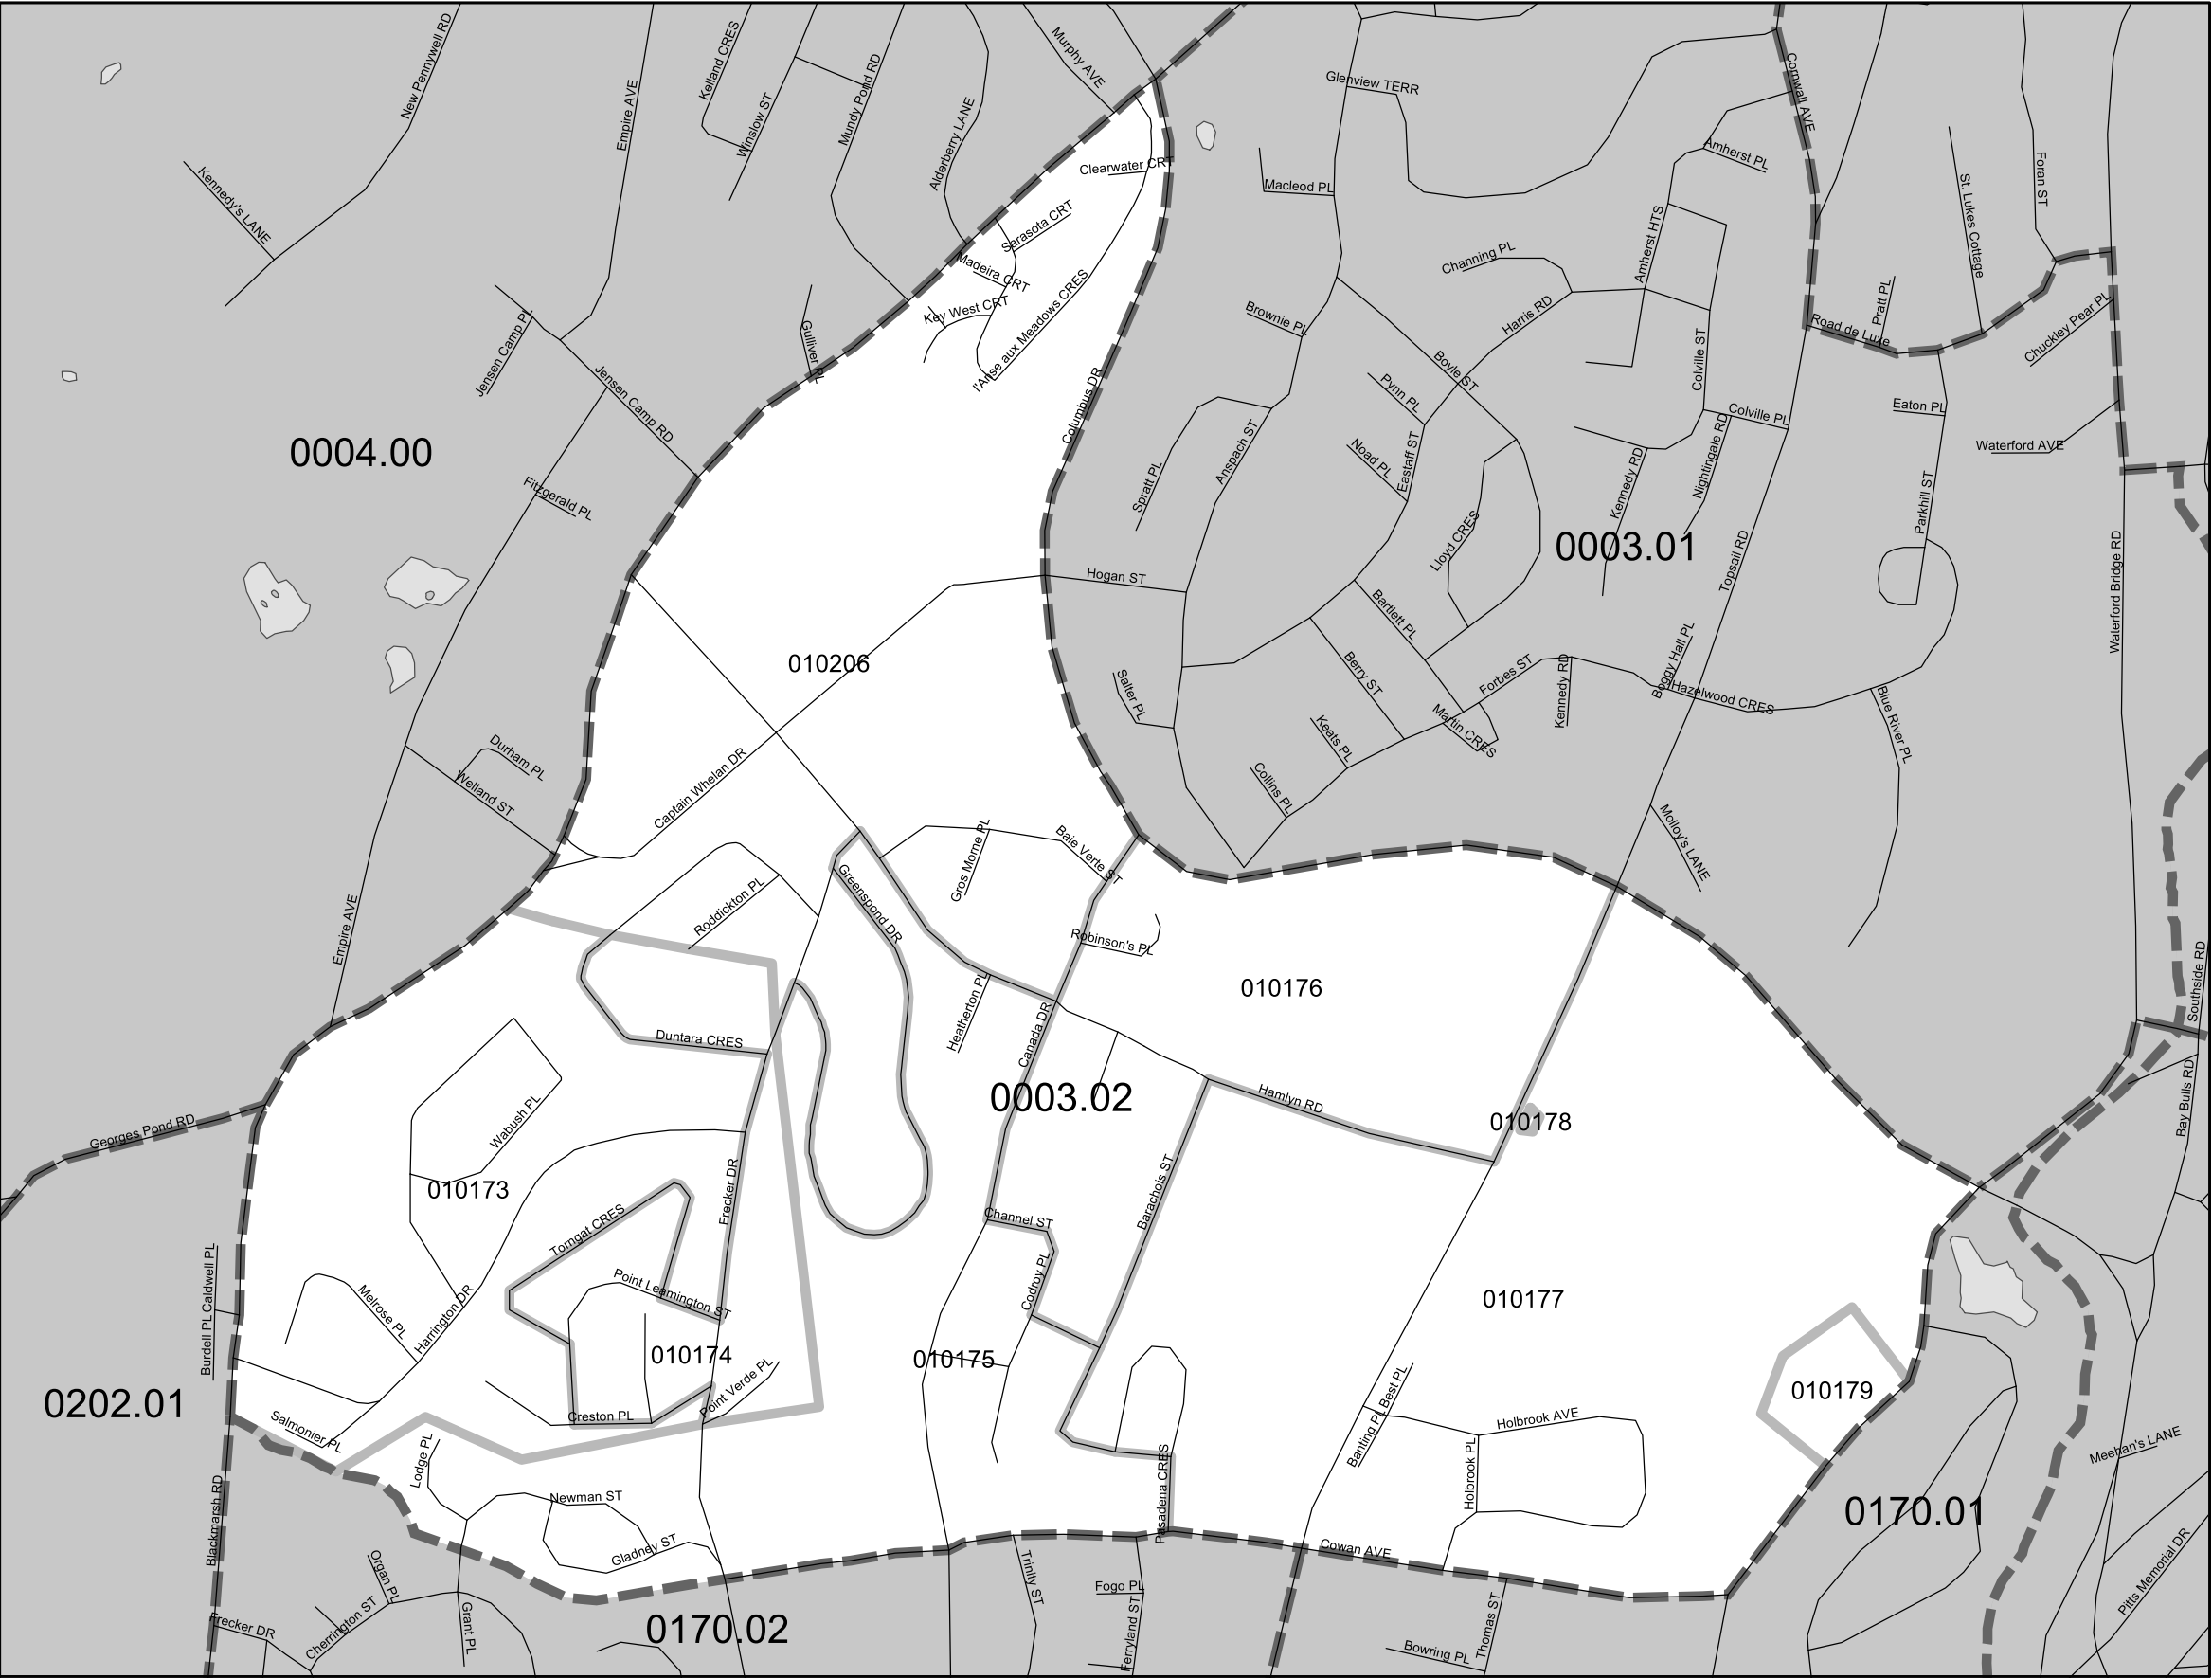 New Pennywell RD
Kennedy's LANE
Empire AVE
Kelland CRES
Winslow ST
Mundy Pond RD
Alderberry LANE
Murphy AVE
Clearwater CRT
Sarasota CRT
Madeira CRT
Key West CRT
l'Anse aux Meadows CRES
Columbus DR
Glenview TERR
Macleod PL
Cornwall AVE
Amherst PL
Amherst HTS
Channing PL
Harris RD
Brownie PL
Boyle ST
Pynn PL
Noad PL
Eastaff ST
Anspach ST
Spratt PL
Lloyd CRES
Colville ST
Colville PL
Nightingale RD
Kennedy RD
Topsail RD
St. Lukes Cottage
Foran ST
Pratt PL
Road de Luxe
Chuckley Pear PL
Eaton PL
Waterford AVE
Parkhill ST
Waterford Bridge RD
Jensen Camp PL
Jensen Camp RD
Gulliver PL
Fitzgerald PL
0004.00
0003.01
Hogan ST
Bartlett PL
Berry ST
Forbes ST
Kennedy RD
Boggy Hall PL
Hazelwood CRES
Blue River PL
Martin CRES
Keats PL
Collins PL
Salter PL
Molloy's LANE
010206
Durham PL
Welland ST
Captain Whelan DR
Empire AVE
Roddickton PL
Greenspond DR
Gros Morne PL
Baie Verte ST
Robinson's PL
Heatherton PL
Canada DR
010176
Southside RD
Bay Bulls RD
Duntara CRES
0003.02
Hamlyn RD
010178
Georges Pond RD
Wabush PL
010173
Frecker DR
Torngat CRES
Barachois ST
Channel ST
Codroy PL
Burdell PL Caldwell PL
Melrose PL
Harrington DR
Point Leamington ST
010174
Point Verde PL
Creston PL
010175
010177
010179
Banting PL Best PL
Holbrook AVE
Holbrook PL
0202.01
Salmonier PL
Lodge PL
Newman ST
Gladney ST
Pasadena CRES
Cowan AVE
0170.01
Meehan's LANE
Pitts Memorial DR
Blackmarsh RD
Organ PL
Cherrington ST
Frecker DR
Grant PL
0170.02
Trinity ST
Fogo PL
Ferryland ST
Thomas ST
Bowring PL